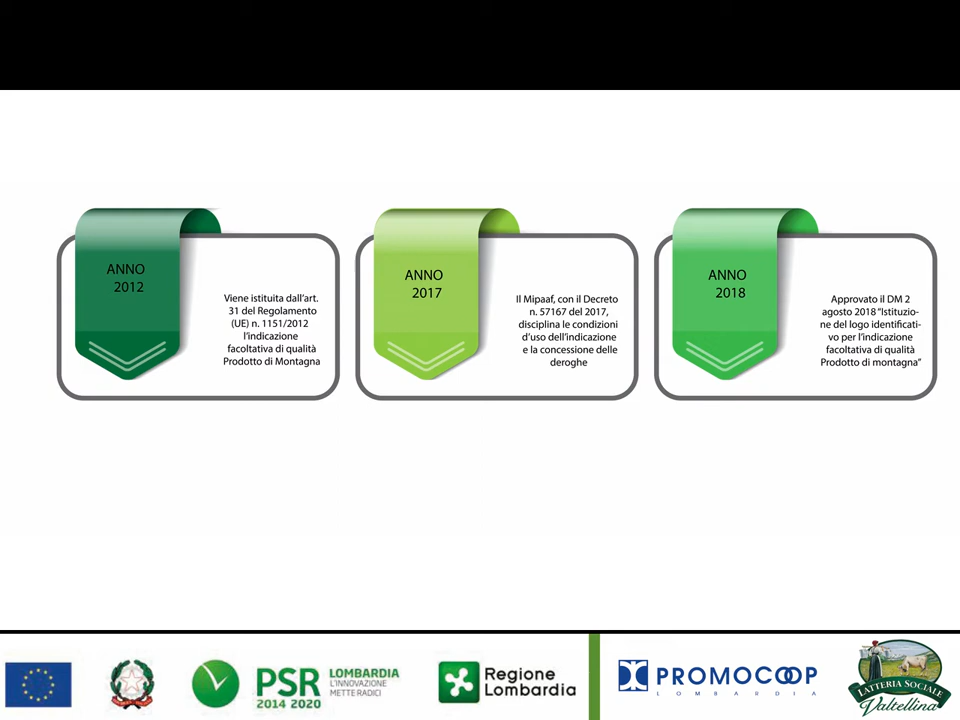 ANNO
2012
Viene istituita dall'art.
31 del Regolamento
(UE) n. 1151/2012
l'indicazione
facoltativa di qualità
Prodotto di Montagna
ANNO
2017
Il Mipaaf, con il Decreto
n. 57167 del 2017,
disciplina le condizioni
d'uso dell'indicazione
e la concessione delle
deroghe
ANNO
2018
Approvato il DM 2
agosto 2018 "Istituzio-
ne del logo identificati-
vo per l'indicazione
facoltativa di qualità
Prodotto di montagna"
PSR
2014 2020
LOMBARDIA
L'INNOVAZIONE
METTE RADICI
Regione
Lombardia
PROMOCOOP
LOMBARDIA
LATTERIA SOCIALE
Valtellina